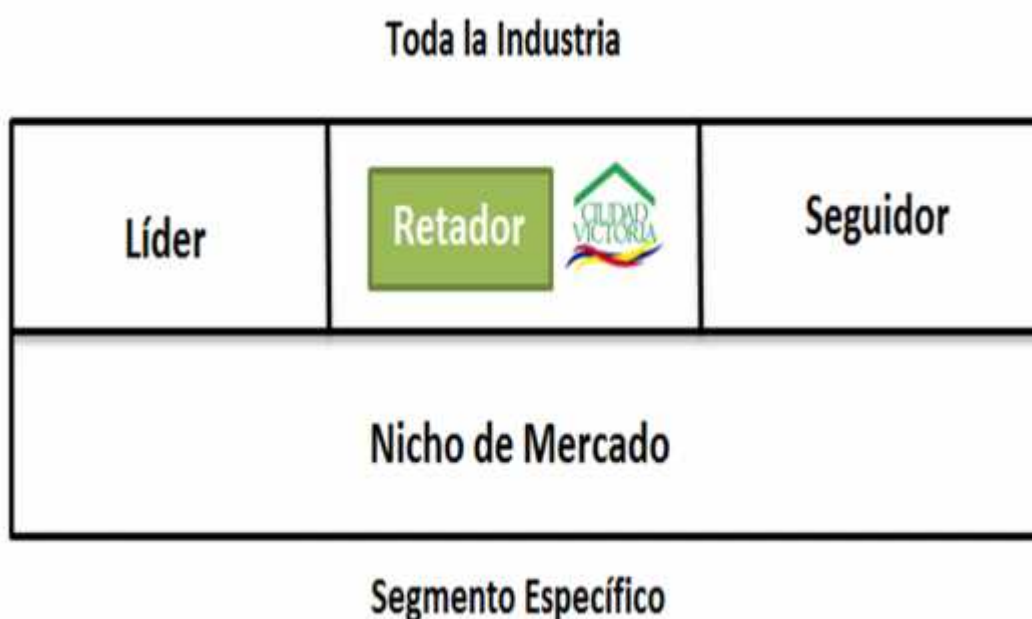 Toda la Industria
Líder
Retador
CIUDAD
VICTORIA
Seguidor
Nicho de Mercado
Segmento Específico